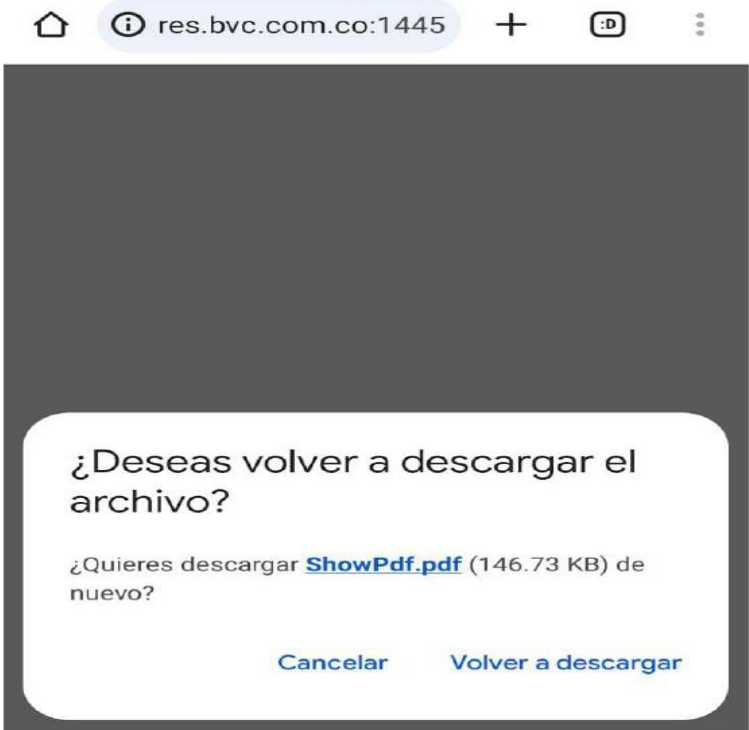 res.bvc.com.co:1445
:D
¿Deseas volver a descargar el
archivo?
¿Quieres descargar ShowPdf.pdf (146.73 KB) de
nuevo?
Cancelar Volver a descargar